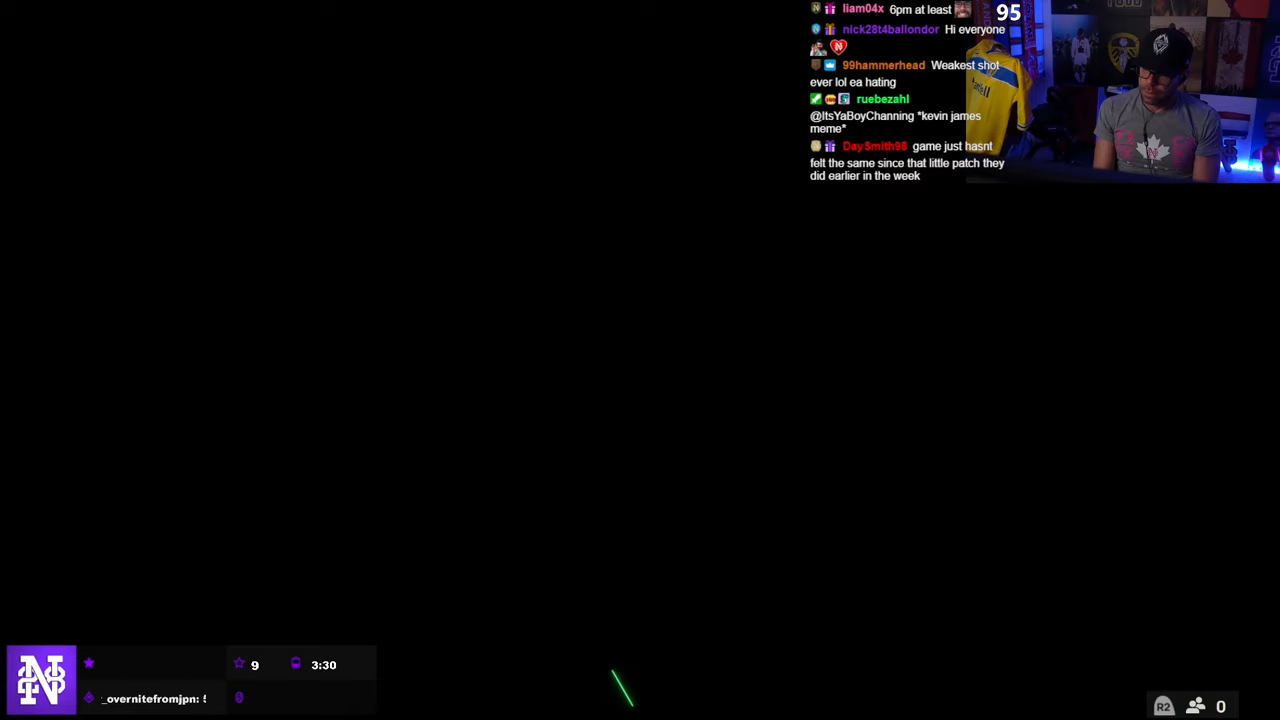 liam04x 6pm at least
95
nick28t4ballondor Hi everyone
99hammerhead Weakest shot
ever lol ea hating
ruebezahl
@ItsYaBoyChanning *kevin james
meme*
DaySmith98 game just hasnt
felt the same since that little patch they
did earlier in the week
9 3:30
_overnitefromjpn:
R2 0